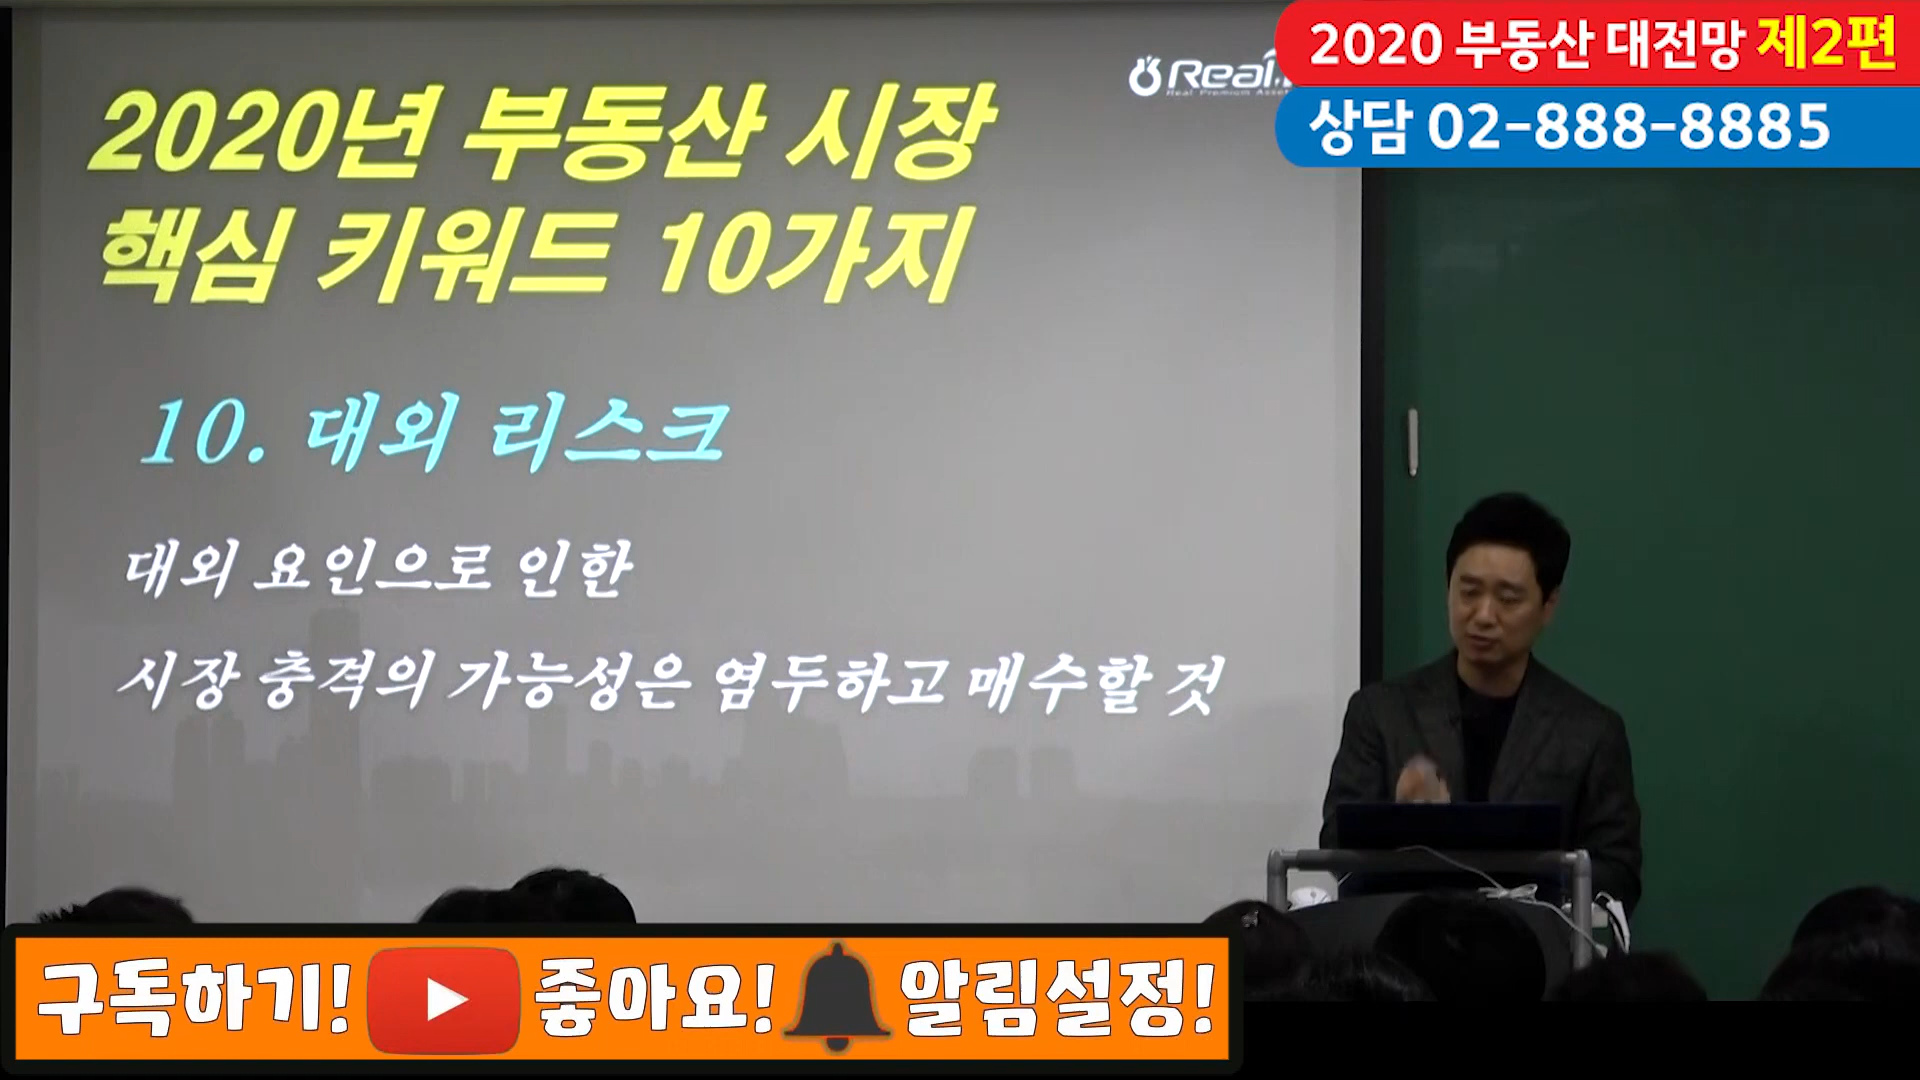 2020 부동산 대전망 제2편
상담 02-888-8885
2020년 부동산 시장
핵심 키워드 10가지
10. 대외 리스크
대외 요인으로 인한
시장 충격의 가능성은 염두하고 매수할 것
구독하기! 좋아요! 알림설정!